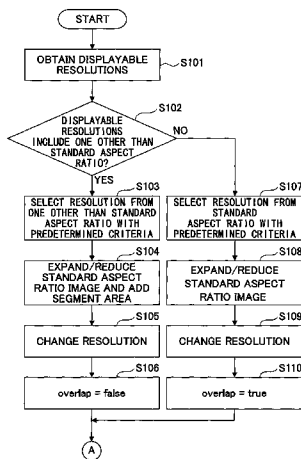 START
OBTAIN DISPLAYABLE
RESOLUTIONS
S101
S102
DISPLAYABLE
RESOLUTIONS
INCLUDE ONE OTHER THAN
STANDARD ASPECT
RATIO?
NO
YES
S103
SELECT RESOLUTION FROM
ONE OTHER THAN STANDARD
ASPECT RATIO WITH
PREDETERMINED CRITERIA
S107
SELECT RESOLUTION FROM
STANDARD
ASPECT RATIO WITH
PREDETERMINED CRITERIA
S104
EXPAND/REDUCE
STANDARD ASPECT
RATIO IMAGE AND ADD
SEGMENT AREA
S108
EXPAND/REDUCE
STANDARD ASPECT
RATIO IMAGE
S105
CHANGE RESOLUTION
S109
CHANGE RESOLUTION
S106
overlap = false
S110
overlap = true
A